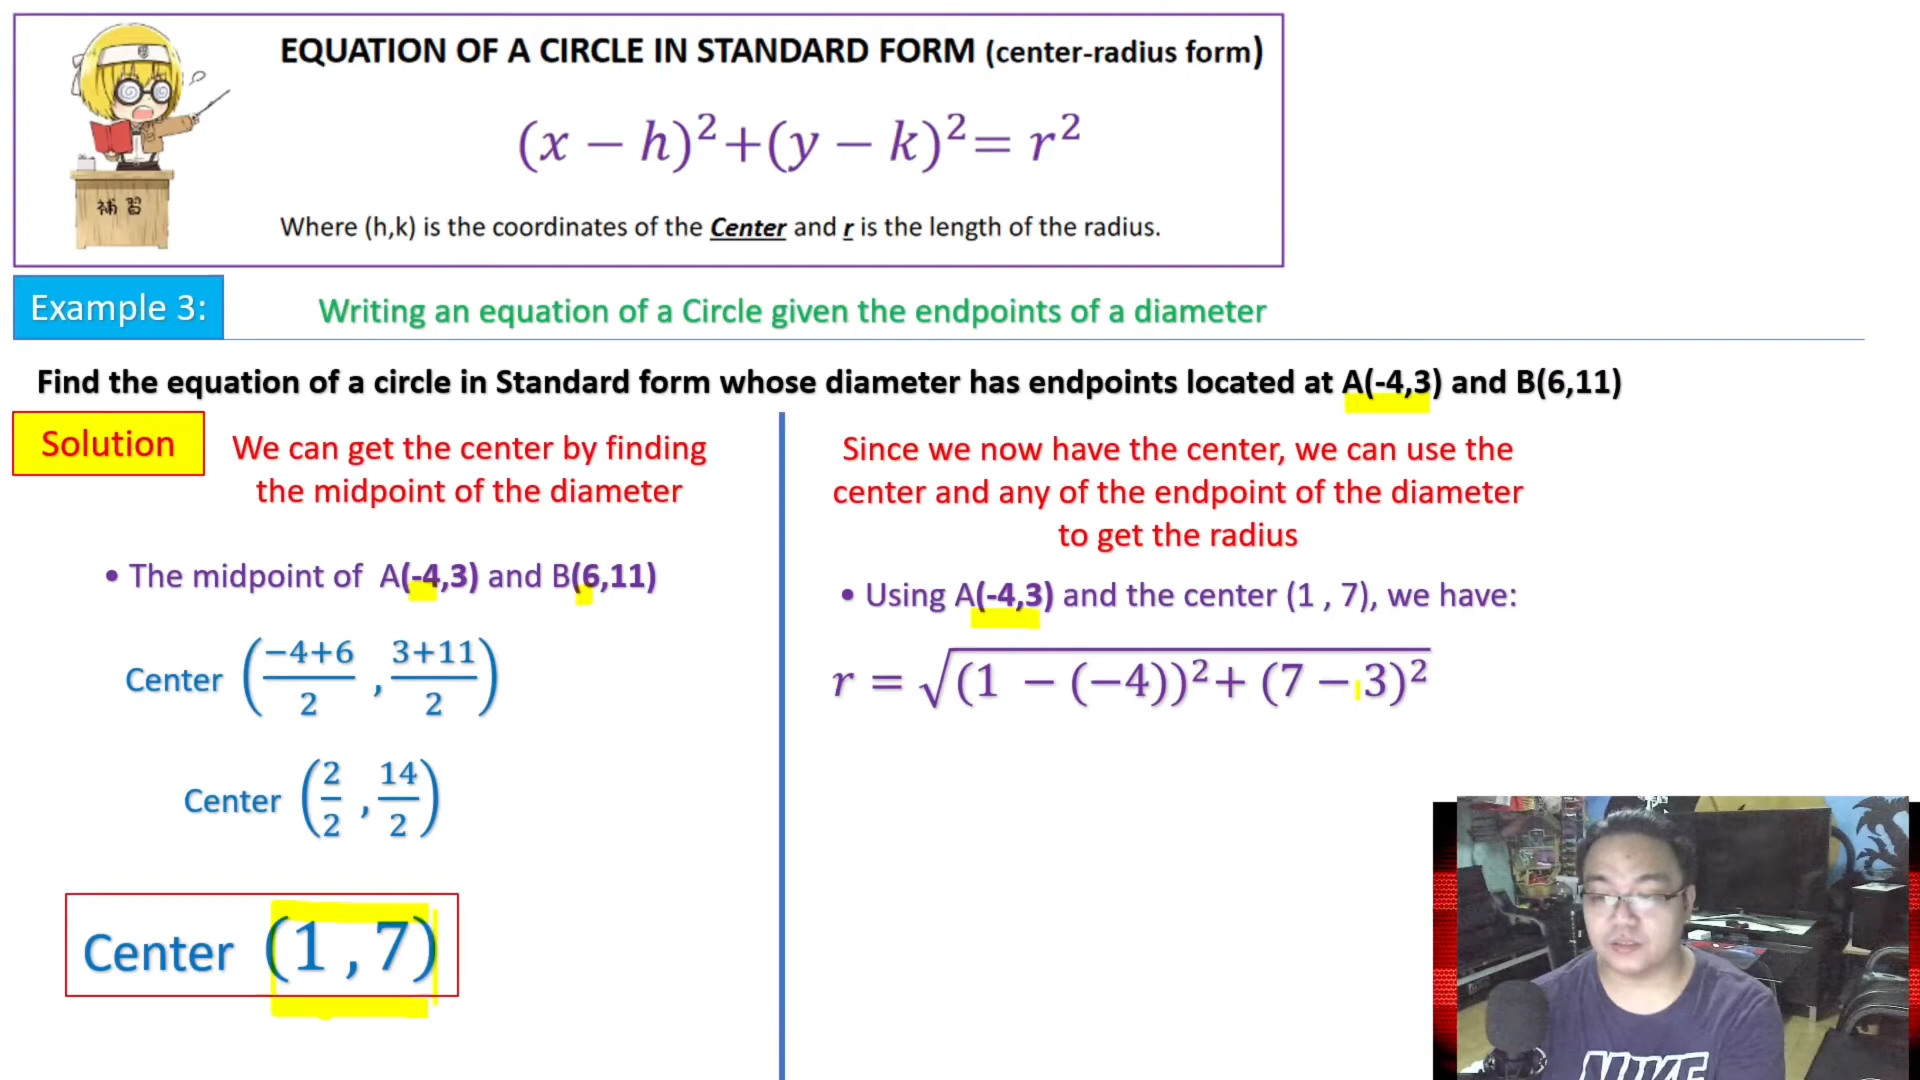 EQUATION OF A CIRCLE IN STANDARD FORM (center-radius form)
(x − h)²+(y − k)²= r²
補習
Where (h,k) is the coordinates of the Center and r is the length of the radius.
Example 3:
Writing an equation of a Circle given the endpoints of a diameter
Find the equation of a circle in Standard form whose diameter has endpoints located at A(-4,3) and B(6,11)
Solution
We can get the center by finding
the midpoint of the diameter
• The midpoint of A(-4,3) and B(6,11)
Center (−4+6/2 , 3+11/2)
Center (2/2 , 14/2)
Center (1 , 7)
Since we now have the center, we can use the
center and any of the endpoint of the diameter
to get the radius
• Using A(-4,3) and the center (1 , 7), we have:
r = √(1 − (−4))²+ (7 − 3)²
NIKE